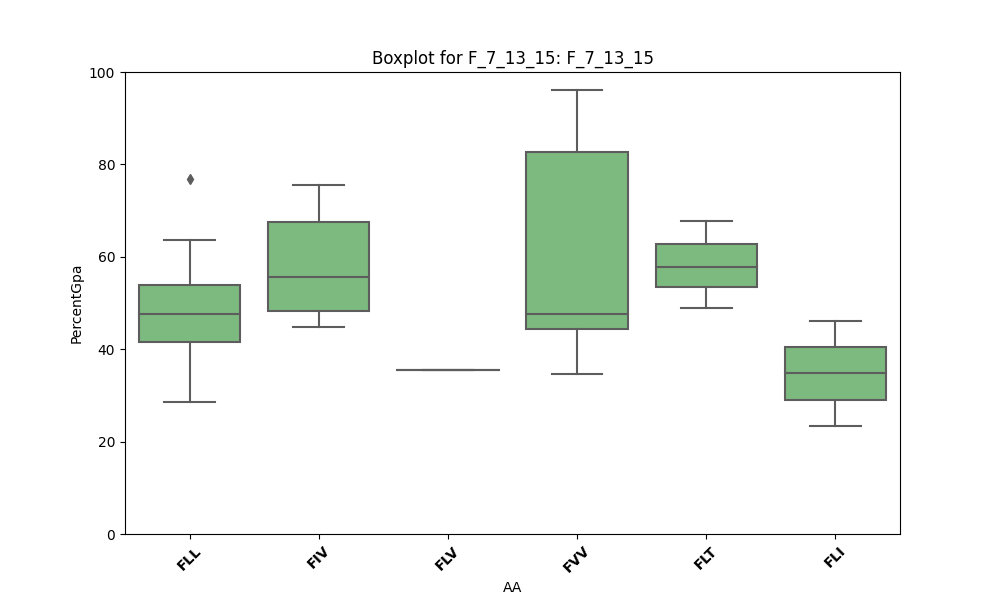 Boxplot for F_7_13_15: F_7_13_15
100
80
60
40
20
0
PercentGpa
FLL
FIV
FLV
FVV
FLT
FLI
AA